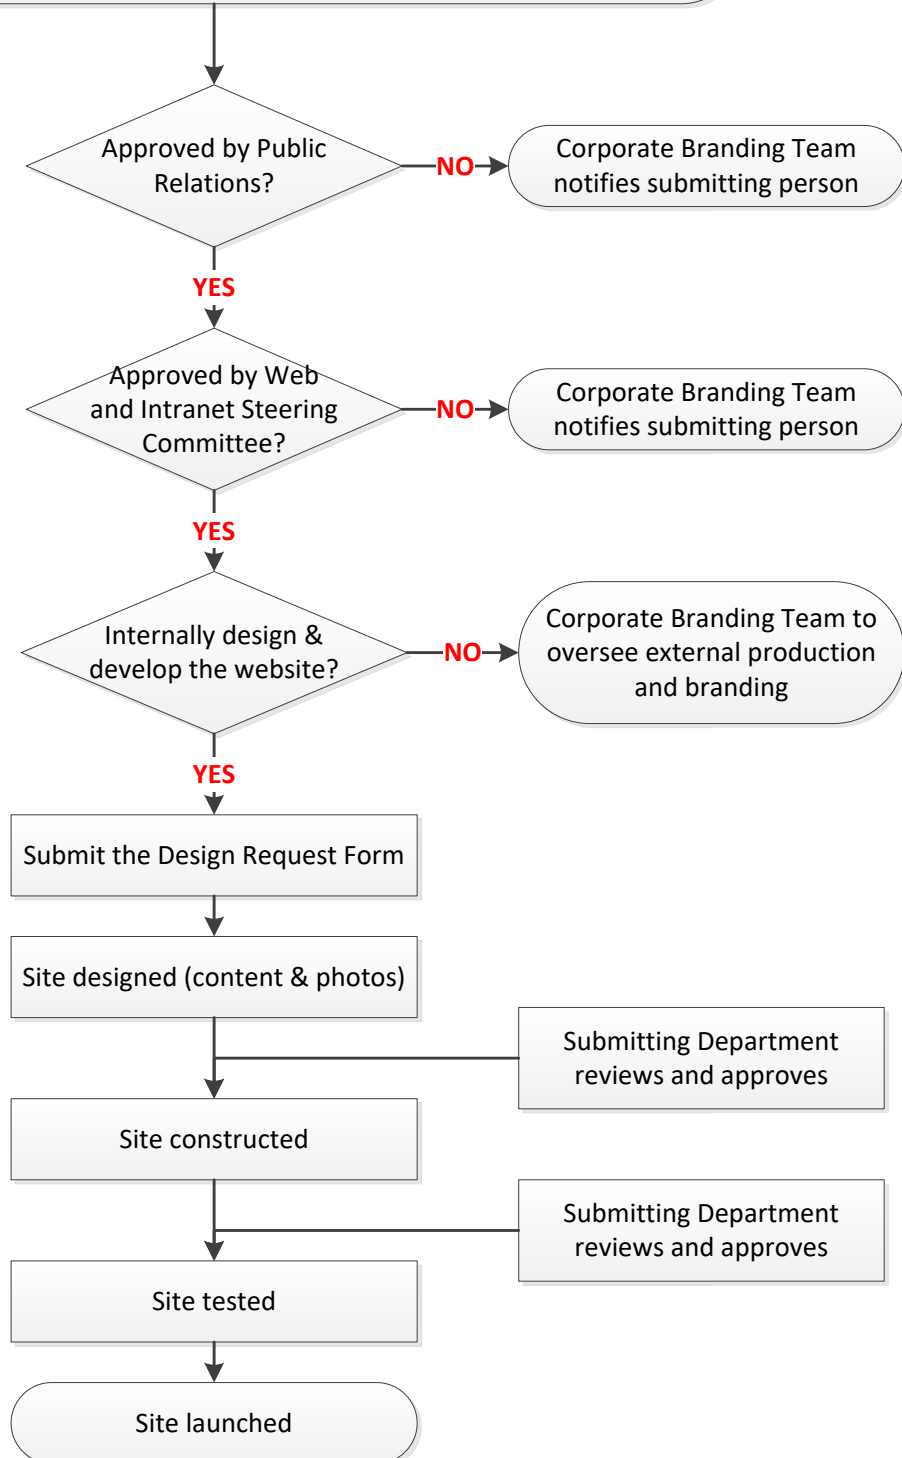 Approved by Public
Relations?
NO
Corporate Branding Team
notifies submitting person
YES
Approved by Web
and Intranet Steering
Committee?
NO
Corporate Branding Team
notifies submitting person
YES
Internally design &
develop the website?
NO
Corporate Branding Team to
oversee external production
and branding
YES
Submit the Design Request Form
Site designed (content & photos)
Submitting Department
reviews and approves
Site constructed
Submitting Department
reviews and approves
Site tested
Site launched